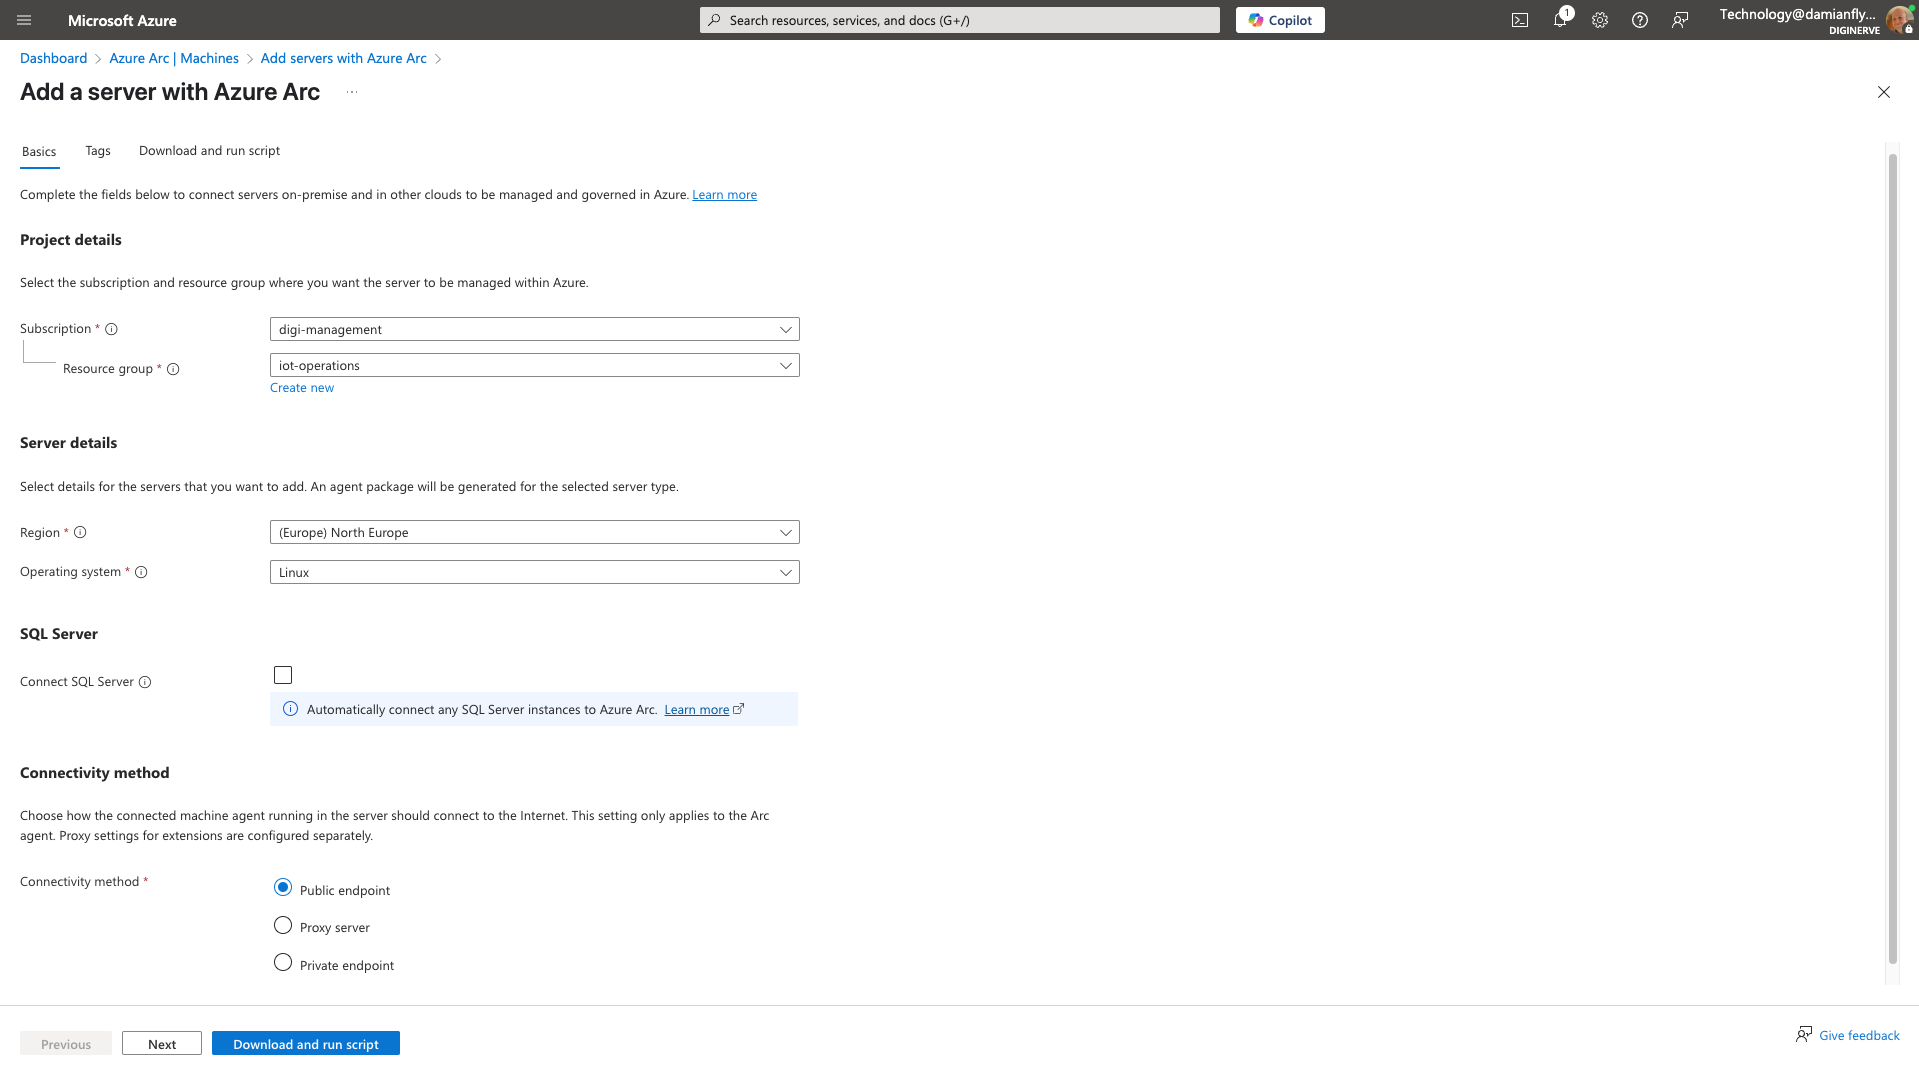 Microsoft Azure
Search resources, services, and docs (G+/)
Copilot
1
Technology@damianfly...
DIGINERVE
Dashboard > Azure Arc | Machines > Add servers with Azure Arc >
Add a server with Azure Arc ...
Basics Tags Download and run script
Complete the fields below to connect servers on-premise and in other clouds to be managed and governed in Azure. Learn more
Project details
Select the subscription and resource group where you want the server to be managed within Azure.
Subscription * digi-management
Resource group * iot-operations
Create new
Server details
Select details for the servers that you want to add. An agent package will be generated for the selected server type.
Region * (Europe) North Europe
Operating system * Linux
SQL Server
Connect SQL Server
Automatically connect any SQL Server instances to Azure Arc. Learn more
Connectivity method
Choose how the connected machine agent running in the server should connect to the Internet. This setting only applies to the Arc
agent. Proxy settings for extensions are configured separately.
Connectivity method *
Public endpoint
Proxy server
Private endpoint
Previous Next Download and run script
Give feedback